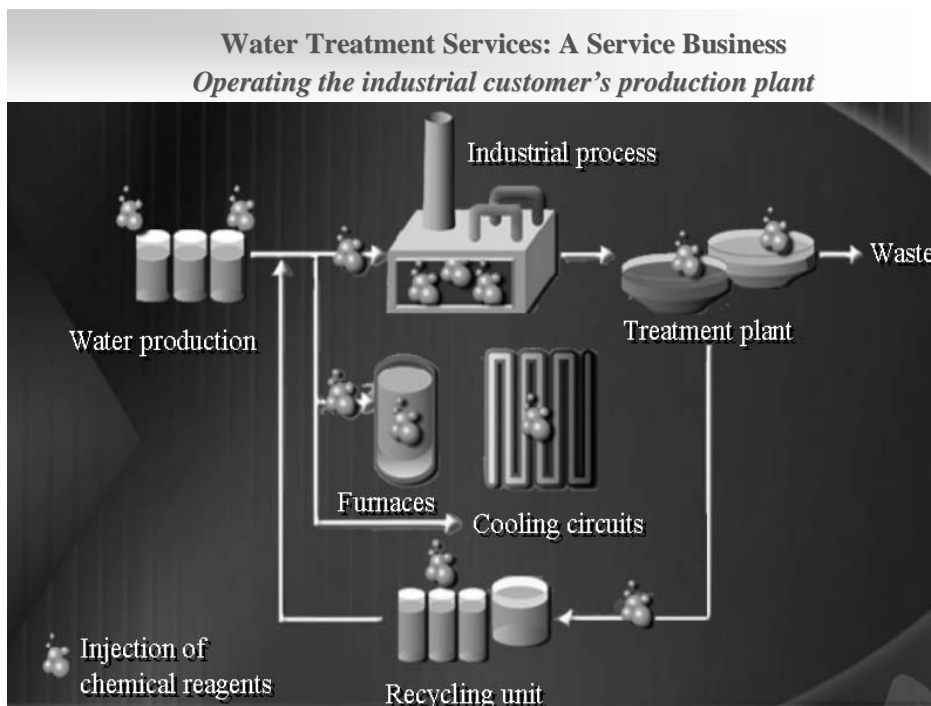 Water Treatment Services: A Service Business
Operating the industrial customer's production plant
Industrial process
Waste
Water production
Treatment plant
Furnaces
Cooling circuits
Injection of
chemical reagents
Recycling unit